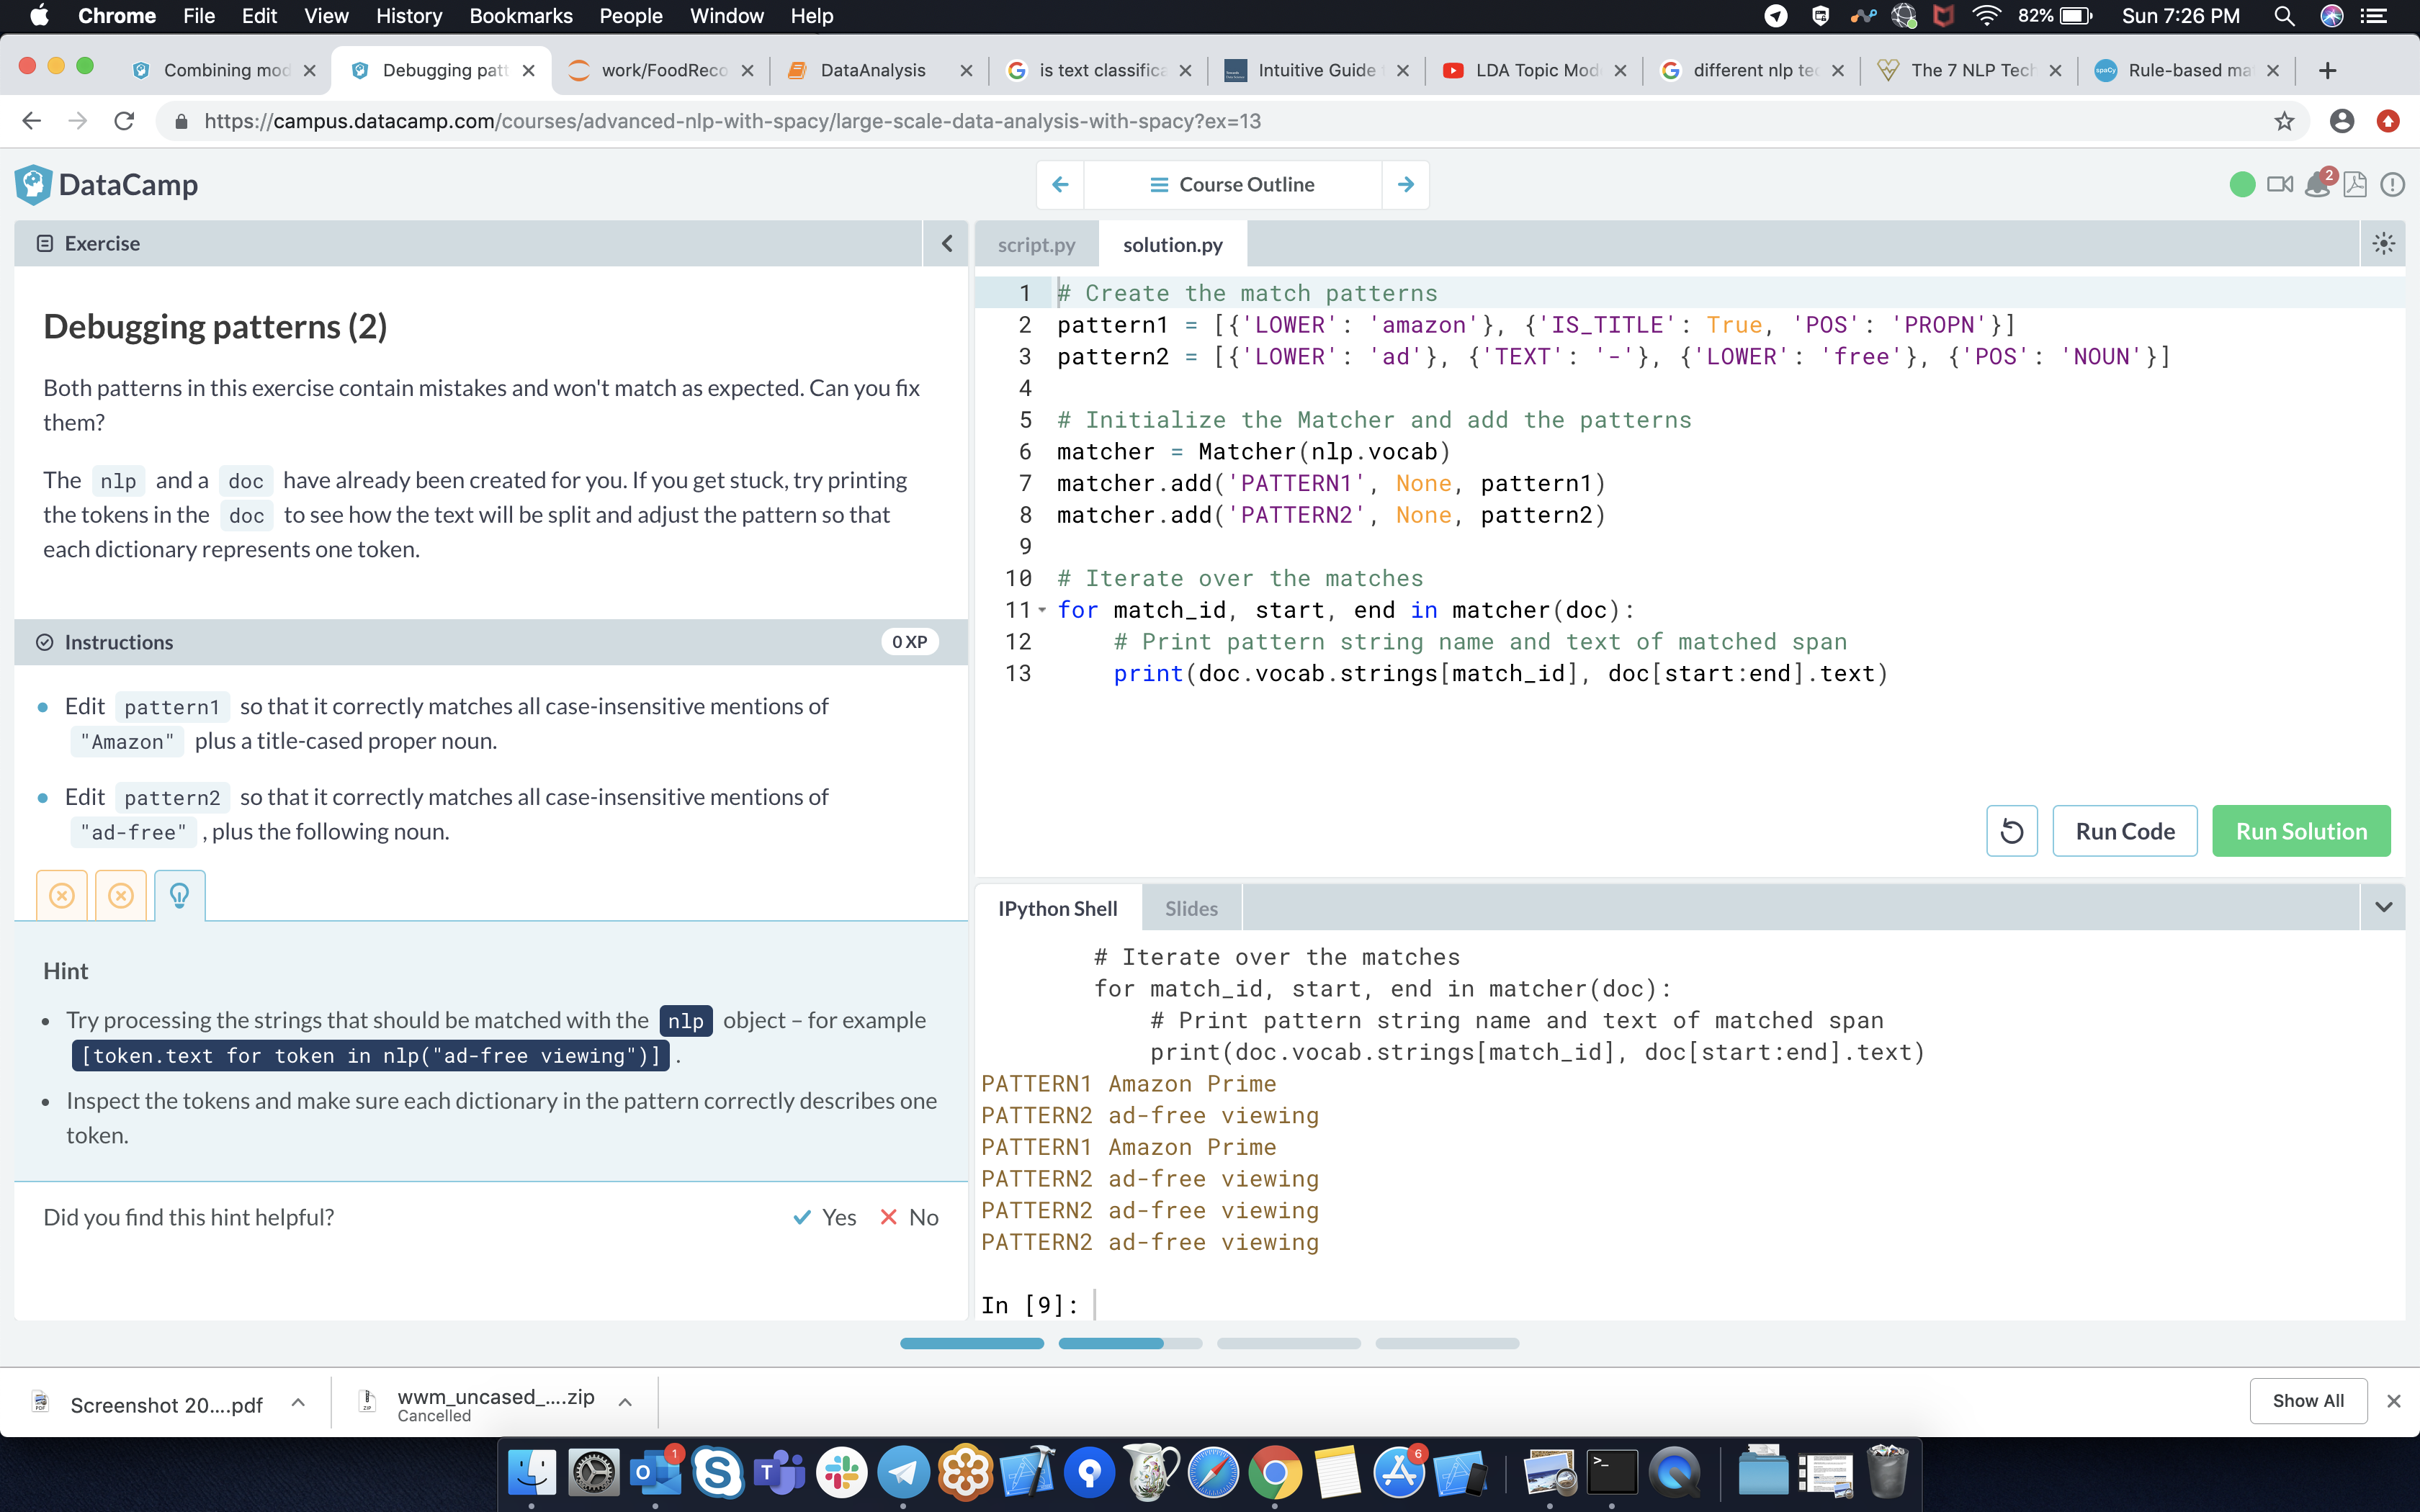 Chrome File Edit View History Bookmarks People Window Help 82% Sun 7:26 PM
Combining mod Debugging patt work/FoodReco DataAnalysis is text classifica Intuitive Guide LDA Topic Mod different nlp tec The 7 NLP Tech Rule-based ma
https://campus.datacamp.com/courses/advanced-nlp-with-spacy/large-scale-data-analysis-with-spacy?ex=13
DataCamp
Course Outline
2
Exercise
Debugging patterns (2)
Both patterns in this exercise contain mistakes and won't match as expected. Can you fix
them?
The nlp and a doc have already been created for you. If you get stuck, try printing
the tokens in the doc to see how the text will be split and adjust the pattern so that
each dictionary represents one token.
Instructions 0 XP
Edit pattern1 so that it correctly matches all case-insensitive mentions of
"Amazon" plus a title-cased proper noun.
Edit pattern2 so that it correctly matches all case-insensitive mentions of
"ad-free" , plus the following noun.
Hint
• Try processing the strings that should be matched with the nlp object – for example
[token.text for token in nlp("ad-free viewing")] .
• Inspect the tokens and make sure each dictionary in the pattern correctly describes one
token.
Did you find this hint helpful? Yes No
script.py solution.py
1 # Create the match patterns
2 pattern1 = [{'LOWER': 'amazon'}, {'IS_TITLE': True, 'POS': 'PROPN'}]
3 pattern2 = [{'LOWER': 'ad'}, {'TEXT': '-'}, {'LOWER': 'free'}, {'POS': 'NOUN'}]
4
5 # Initialize the Matcher and add the patterns
6 matcher = Matcher(nlp.vocab)
7 matcher.add('PATTERN1', None, pattern1)
8 matcher.add('PATTERN2', None, pattern2)
9
10 # Iterate over the matches
11 for match_id, start, end in matcher(doc):
12 # Print pattern string name and text of matched span
13 print(doc.vocab.strings[match_id], doc[start:end].text)
Run Code Run Solution
IPython Shell Slides
# Iterate over the matches
for match_id, start, end in matcher(doc):
# Print pattern string name and text of matched span
print(doc.vocab.strings[match_id], doc[start:end].text)
PATTERN1 Amazon Prime
PATTERN2 ad-free viewing
PATTERN1 Amazon Prime
PATTERN2 ad-free viewing
PATTERN2 ad-free viewing
PATTERN2 ad-free viewing
In [9]:
Screenshot 20....pdf
wwm_uncased_....zip
Cancelled
Show All
1 6